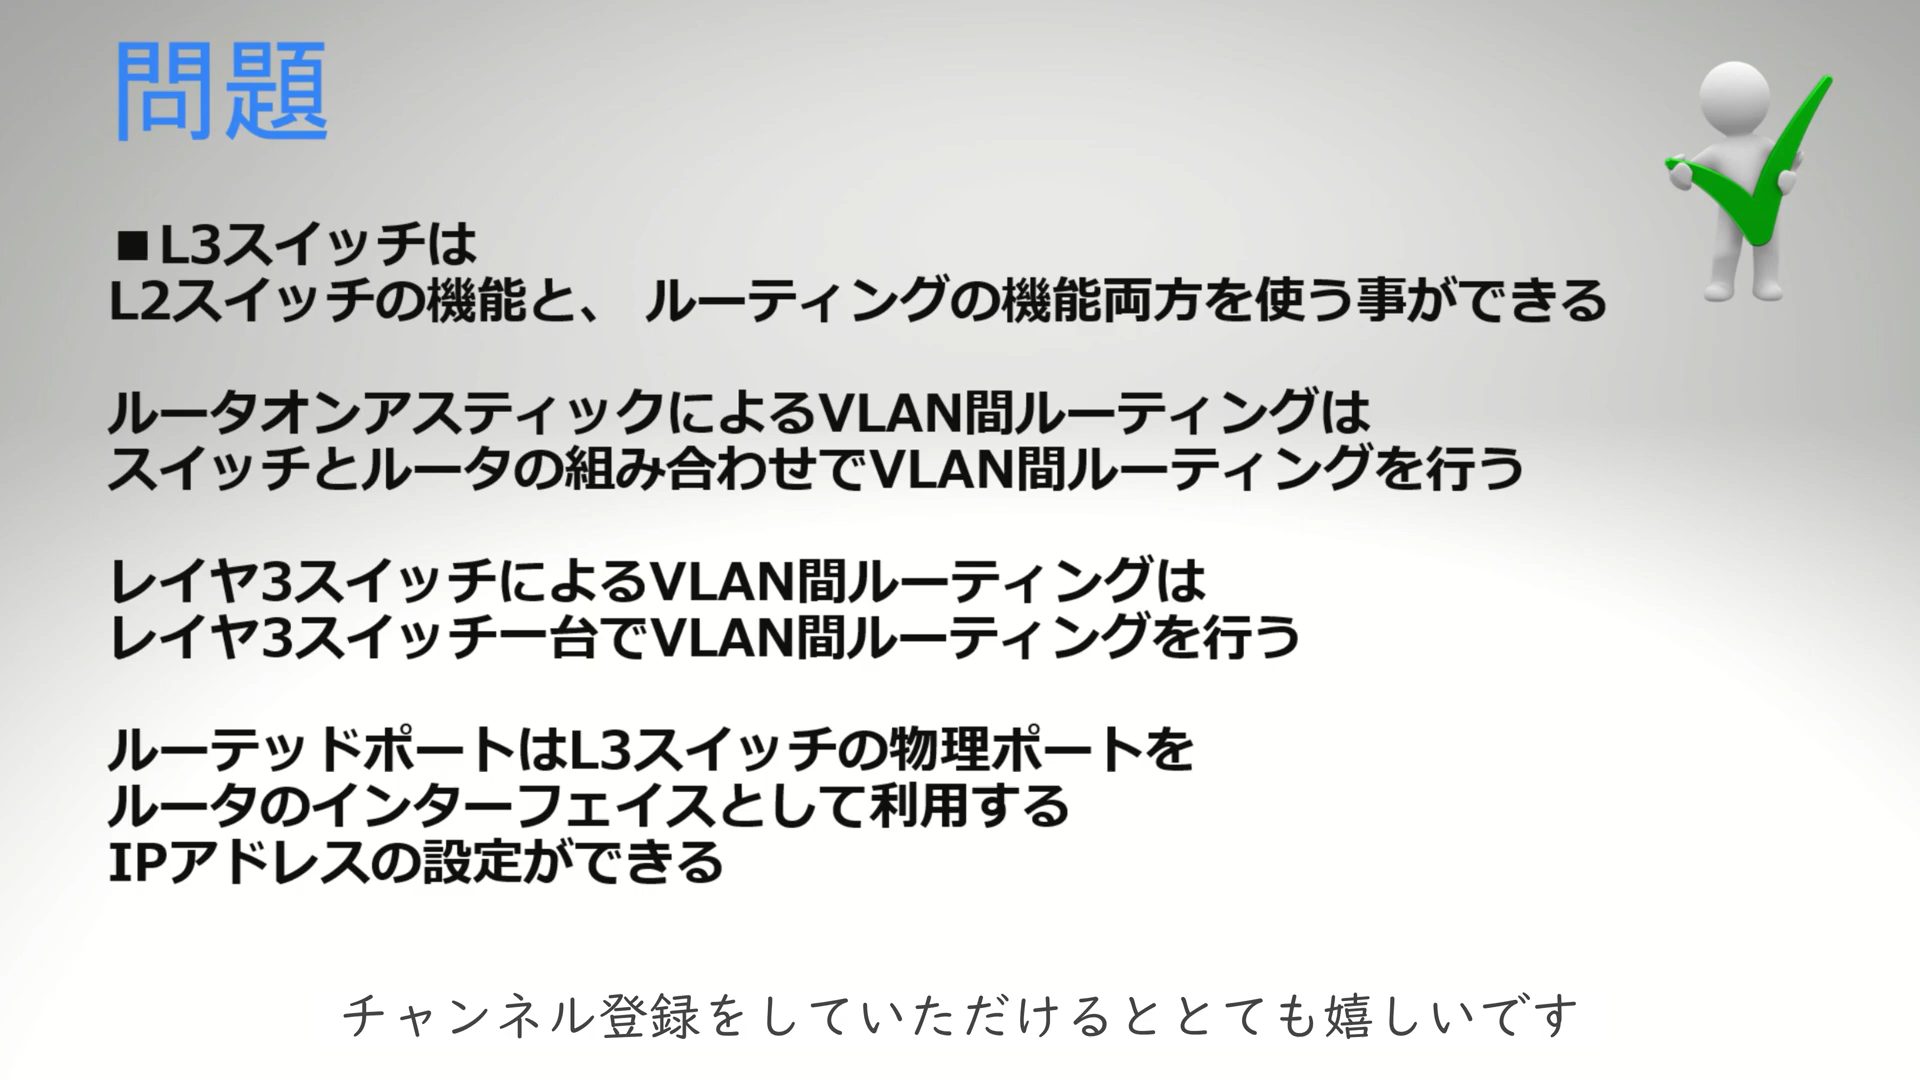 問題
■L3スイッチは
L2スイッチの機能と、 ルーティングの機能両方を使う事ができる
ルータオンアスティックによるVLAN間ルーティングは
スイッチとルータの組み合わせでVLAN間ルーティングを行う
レイヤ3スイッチによるVLAN間ルーティングは
レイヤ3スイッチ一台でVLAN間ルーティングを行う
ルーテッドポートはL3スイッチの物理ポートを
ルータのインターフェイスとして利用する
IPアドレスの設定ができる
チャンネル登録をしていただけるととても嬉しいです